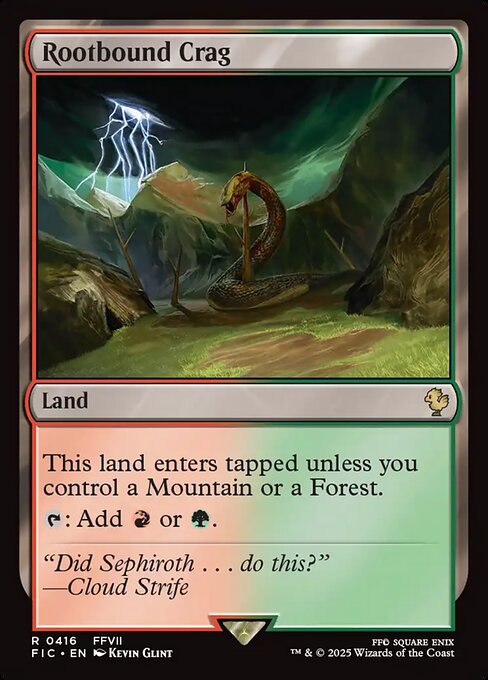 Rootbound Crag
Land
This land enters tapped unless you
control a Mountain or a Forest.
: Add or .
“Did Sephiroth . . . do this?”
—Cloud Strife
R 0416 FFVII
FIC • EN Kevin Glint
FF© SQUARE ENIX
™ & © 2025 Wizards of the Coast